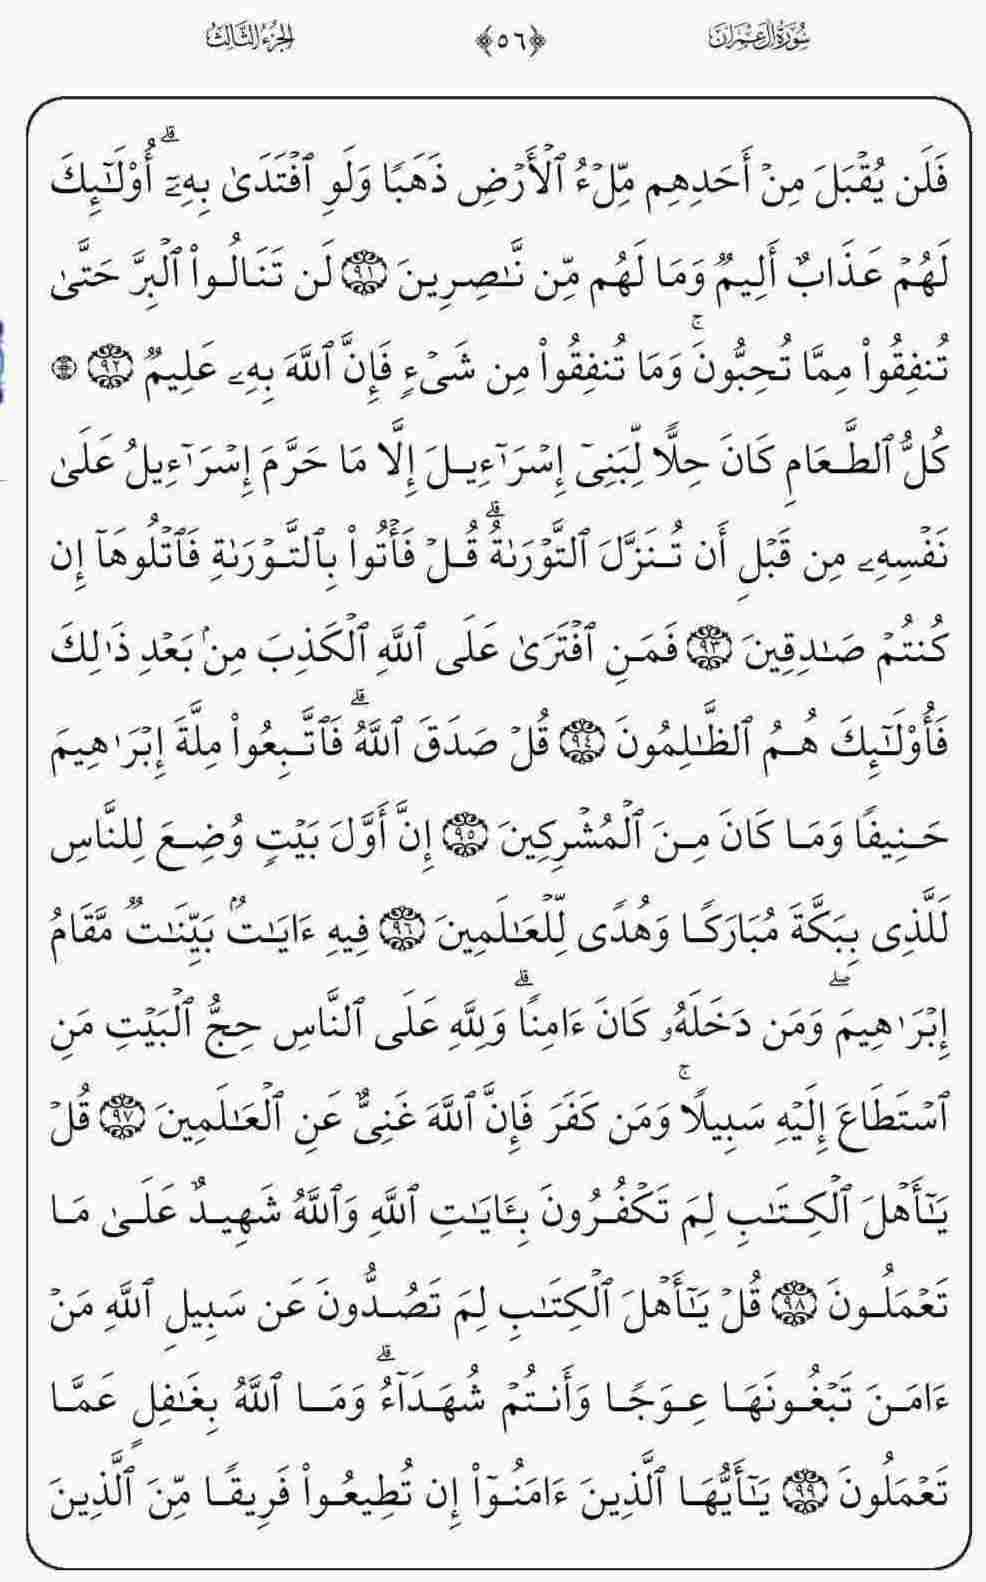 سُورَةُ آلِ عِمْرَانَ ﴿٥٦﴾ الجُزْءُ الثَّالِثُ
فَلَن يُقْبَلَ مِنْ أَحَدِهِم مِّلْءُ ٱلْأَرْضِ ذَهَبًا وَلَوِ ٱفْتَدَىٰ بِهِۦٓ ۗ أُو۟لَـٰٓئِكَ
لَهُمْ عَذَابٌ أَلِيمٌ وَمَا لَهُم مِّن نَّـٰصِرِينَ ٩١ لَن تَنَالُوا۟ ٱلْبِرَّ حَتَّىٰ
تُنفِقُوا۟ مِمَّا تُحِبُّونَ ۚ وَمَا تُنفِقُوا۟ مِن شَىْءٍ فَإِنَّ ٱللَّهَ بِهِۦ عَلِيمٌ ٩٢ ۞
كُلُّ ٱلطَّعَامِ كَانَ حِلًّا لِّبَنِىٓ إِسْرَٰٓءِيلَ إِلَّا مَا حَرَّمَ إِسْرَٰٓءِيلُ عَلَىٰ
نَفْسِهِۦ مِن قَبْلِ أَن تُنَزَّلَ ٱلتَّوْرَىٰةُ ۗ قُلْ فَأْتُوا۟ بِٱلتَّوْرَىٰةِ فَٱتْلُوهَآ إِن
كُنتُمْ صَـٰدِقِينَ ٩٣ فَمَنِ ٱفْتَرَىٰ عَلَى ٱللَّهِ ٱلْكَذِبَ مِنۢ بَعْدِ ذَٰلِكَ
فَأُو۟لَـٰٓئِكَ هُمُ ٱلظَّـٰلِمُونَ ٩٤ قُلْ صَدَقَ ٱللَّهُ ۗ فَٱتَّبِعُوا۟ مِلَّةَ إِبْرَٰهِيمَ
حَنِيفًا وَمَا كَانَ مِنَ ٱلْمُشْرِكِينَ ٩٥ إِنَّ أَوَّلَ بَيْتٍ وُضِعَ لِلنَّاسِ
لَلَّذِى بِبَكَّةَ مُبَارَكًا وَهُدًى لِّلْعَـٰلَمِينَ ٩٦ فِيهِ ءَايَـٰتٌۢ بَيِّنَـٰتٌ مَّقَامُ
إِبْرَٰهِيمَ ۖ وَمَن دَخَلَهُۥ كَانَ ءَامِنًا ۗ وَلِلَّهِ عَلَى ٱلنَّاسِ حِجُّ ٱلْبَيْتِ مَنِ
ٱسْتَطَاعَ إِلَيْهِ سَبِيلًا ۚ وَمَن كَفَرَ فَإِنَّ ٱللَّهَ غَنِىٌّ عَنِ ٱلْعَـٰلَمِينَ ٩٧ قُلْ
يَـٰٓأَهْلَ ٱلْكِتَـٰبِ لِمَ تَكْفُرُونَ بِـَٔايَـٰتِ ٱللَّهِ وَٱللَّهُ شَهِيدٌ عَلَىٰ مَا
تَعْمَلُونَ ٩٨ قُلْ يَـٰٓأَهْلَ ٱلْكِتَـٰبِ لِمَ تَصُدُّونَ عَن سَبِيلِ ٱللَّهِ مَنْ
ءَامَنَ تَبْغُونَهَا عِوَجًا وَأَنتُمْ شُهَدَآءُ ۗ وَمَا ٱللَّهُ بِغَـٰفِلٍ عَمَّا
تَعْمَلُونَ ٩٩ يَـٰٓأَيُّهَا ٱلَّذِينَ ءَامَنُوٓا۟ إِن تُطِيعُوا۟ فَرِيقًا مِّنَ ٱلَّذِينَ